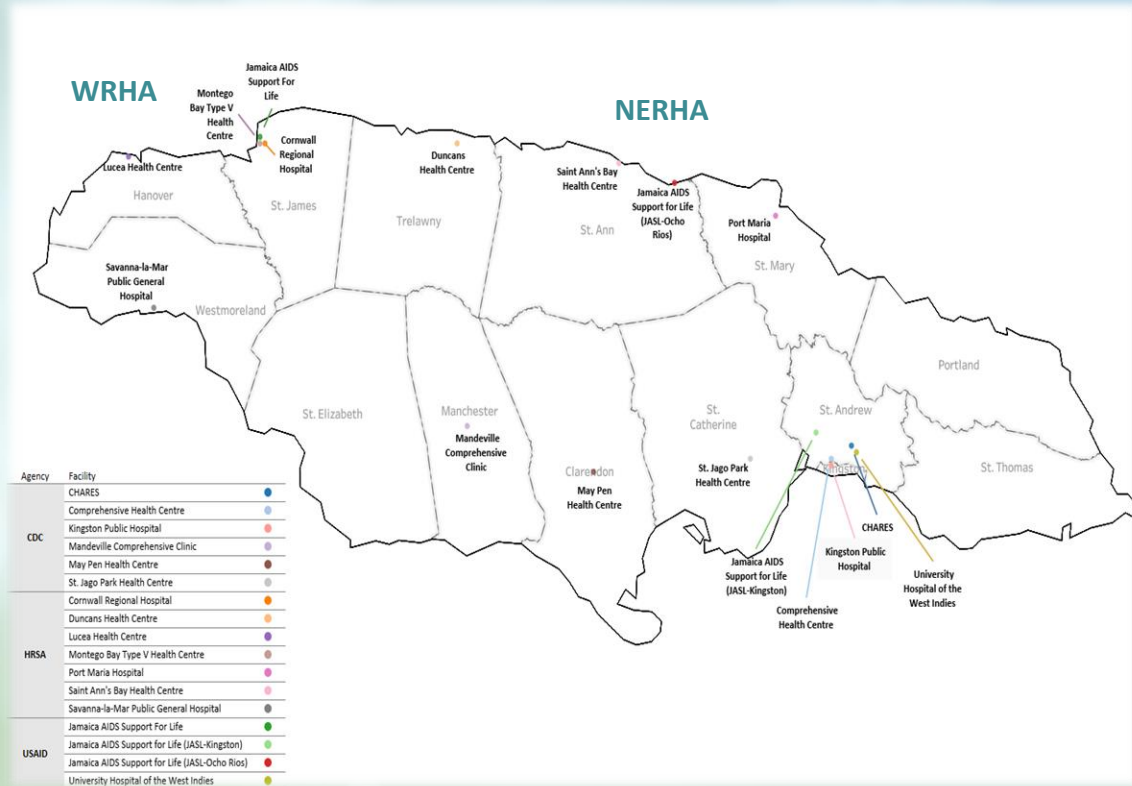 WRHA
NERHA
Jamaica AIDS
Support For
Life
Montego
Bay Type V
Health
Centre
Cornwall
Regional
Hospital
Lucea Health Centre
Hanover
St. James
Duncans
Health Centre
Trelawny
Saint Ann's Bay
Health Centre
St. Ann
Jamaica AIDS
Support for Life
(JASL-Ocho
Rios)
Port Maria
Hospital
St. Mary
Savanna-la-Mar
Public General
Hospital
Westmoreland
Portland
St. Elizabeth
Manchester
Mandeville
Comprehensive
Clinic
Clarendon
May Pen
Health Centre
St.
Catherine
St. Jago Park
Health Centre
St. Andrew
Kingston
St. Thomas
CHARES
Kingston Public
Hospital
Jamaica AIDS
Support for Life
(JASL-Kingston)
University
Hospital of the
West Indies
Comprehensive
Health Centre
Agency Facility
CDC
CHARES
Comprehensive Health Centre
Kingston Public Hospital
Mandeville Comprehensive Clinic
May Pen Health Centre
St. Jago Park Health Centre
HRSA
Cornwall Regional Hospital
Duncans Health Centre
Lucea Health Centre
Montego Bay Type V Health Centre
Port Maria Hospital
Saint Ann's Bay Health Centre
Savanna-la-Mar Public General Hospital
USAID
Jamaica AIDS Support For Life
Jamaica AIDS Support for Life (JASL-Kingston)
Jamaica AIDS Support for Life (JASL-Ocho Rios)
University Hospital of the West Indies